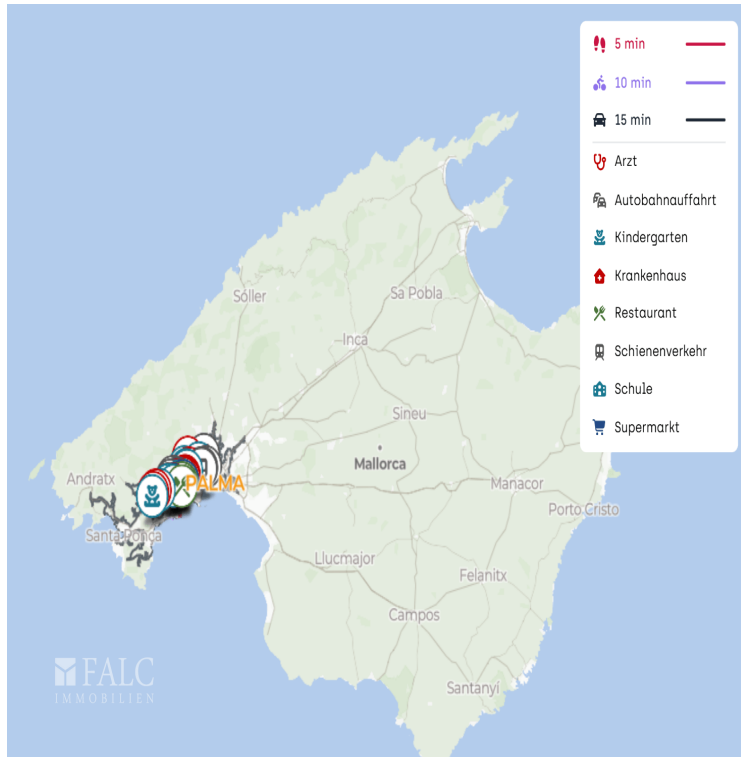 5 min
10 min
15 min
Arzt
Autobahnauffahrt
Kindergarten
Krankenhaus
Restaurant
Schienenverkehr
Schule
Supermarkt
Sóller
Sa Pobla
Inca
Sineu
Mallorca
Andratx
PALMA
Manacor
Porto Cristo
Santa Ponça
Llucmajor
Felanitx
Campos
Santanyí
FALC
IMMOBILIEN